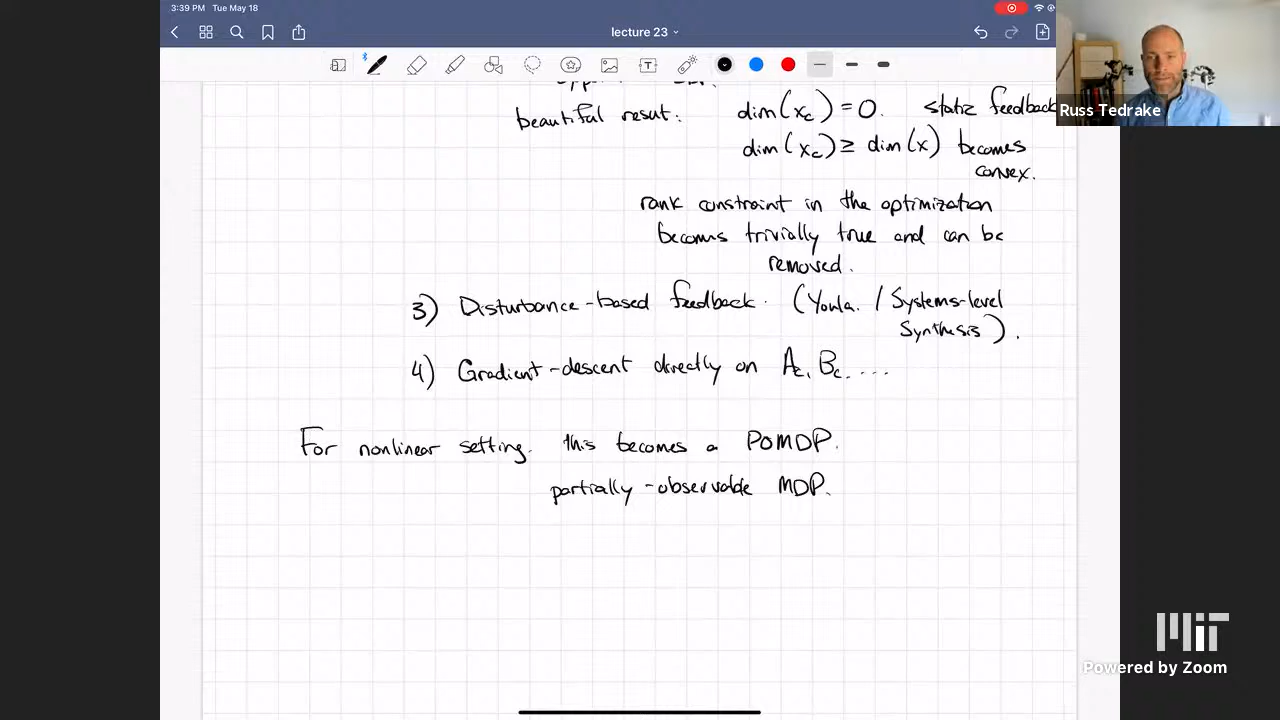 3:39 PM Tue May 18
lecture 23
Russ Tedrake
beautiful result: dim(xc) = 0. static feedback
dim(xc) ≥ dim(x) becomes
convex.
rank constraint in the optimization
becomes trivially true and can be
removed.
3) Disturbance-based feedback. (Youla. / Systems-level
Synthesis).
4) Gradient-descent directly on Ac, Bc, ....
For nonlinear setting. this becomes a POMDP.
partially-observable MDP.
MIT
Powered by Zoom